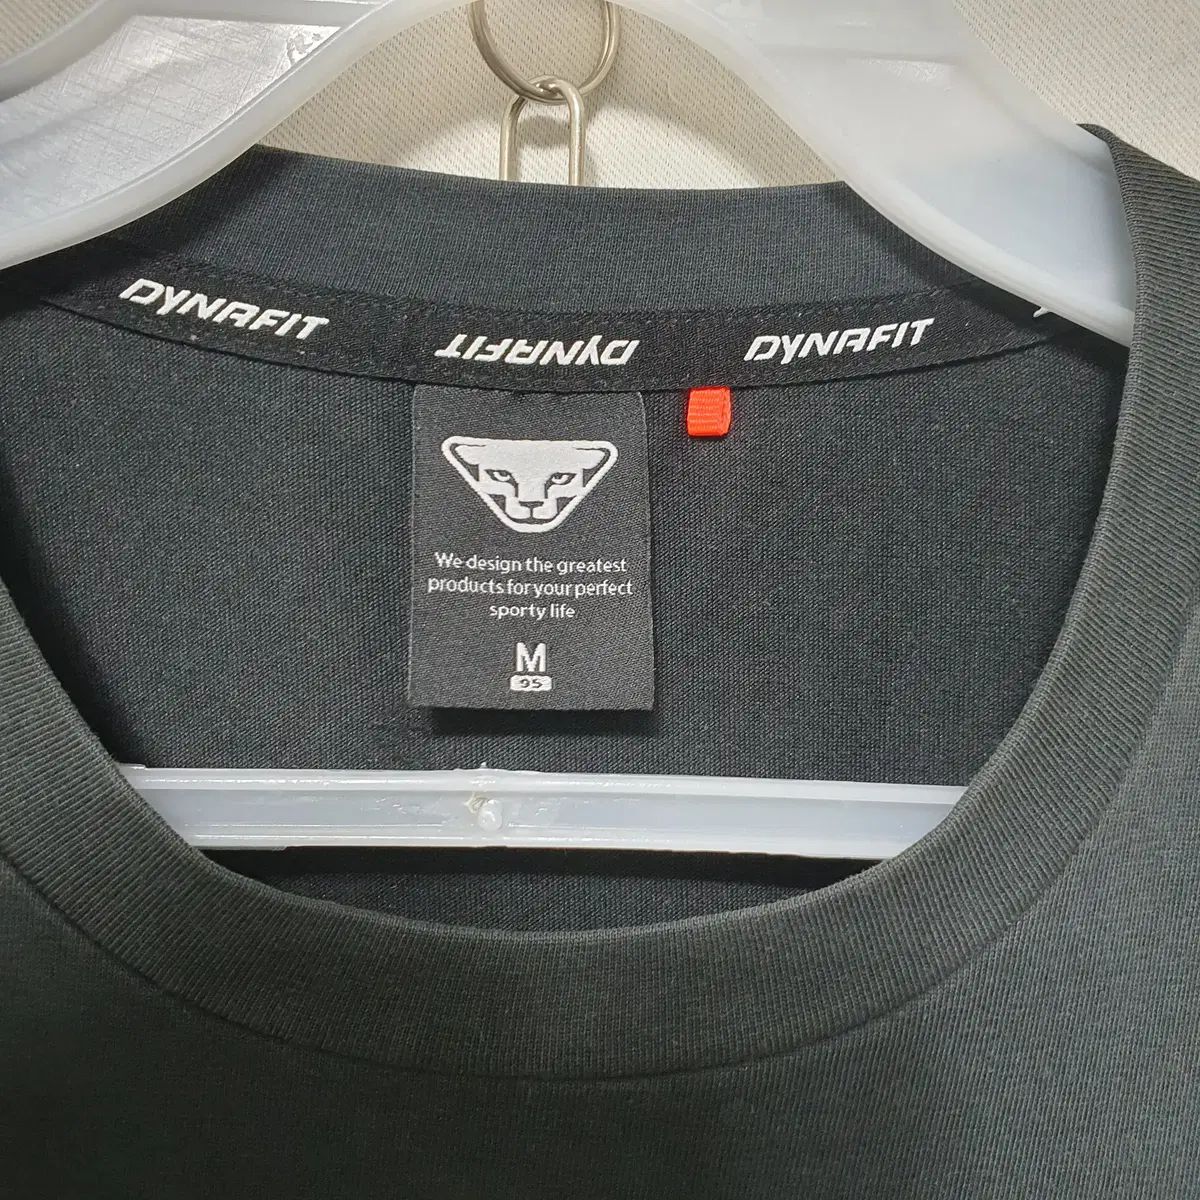 DYNAFIT
DYNAFIT
DYNAFIT
We design the greatest
products for your perfect
sporty life
M
95